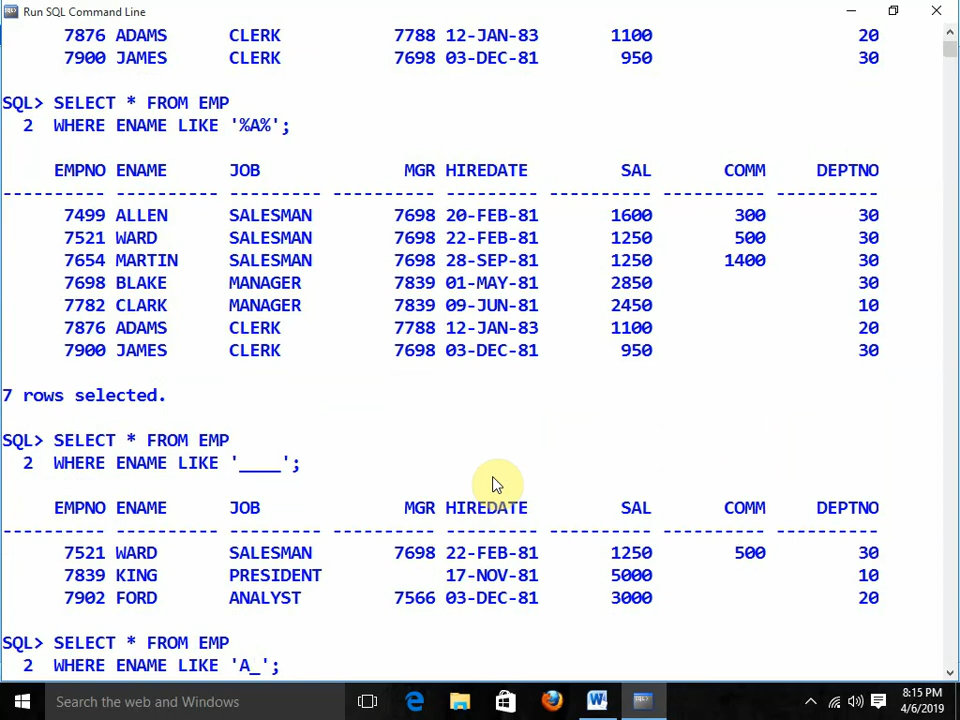 Run SQL Command Line
7876 ADAMS CLERK 7788 12-JAN-83 1100 20
7900 JAMES CLERK 7698 03-DEC-81 950 30
SQL> SELECT * FROM EMP
2 WHERE ENAME LIKE '%A%';
EMPNO ENAME JOB MGR HIREDATE SAL COMM DEPTNO
---------- ---------- --------- ---------- --------- ---------- ---------- ----------
7499 ALLEN SALESMAN 7698 20-FEB-81 1600 300 30
7521 WARD SALESMAN 7698 22-FEB-81 1250 500 30
7654 MARTIN SALESMAN 7698 28-SEP-81 1250 1400 30
7698 BLAKE MANAGER 7839 01-MAY-81 2850 30
7782 CLARK MANAGER 7839 09-JUN-81 2450 10
7876 ADAMS CLERK 7788 12-JAN-83 1100 20
7900 JAMES CLERK 7698 03-DEC-81 950 30
7 rows selected.
SQL> SELECT * FROM EMP
2 WHERE ENAME LIKE '____';
EMPNO ENAME JOB MGR HIREDATE SAL COMM DEPTNO
---------- ---------- --------- ---------- --------- ---------- ---------- ----------
7521 WARD SALESMAN 7698 22-FEB-81 1250 500 30
7839 KING PRESIDENT 17-NOV-81 5000 10
7902 FORD ANALYST 7566 03-DEC-81 3000 20
SQL> SELECT * FROM EMP
2 WHERE ENAME LIKE 'A_';
Search the web and Windows
8:15 PM
4/6/2019